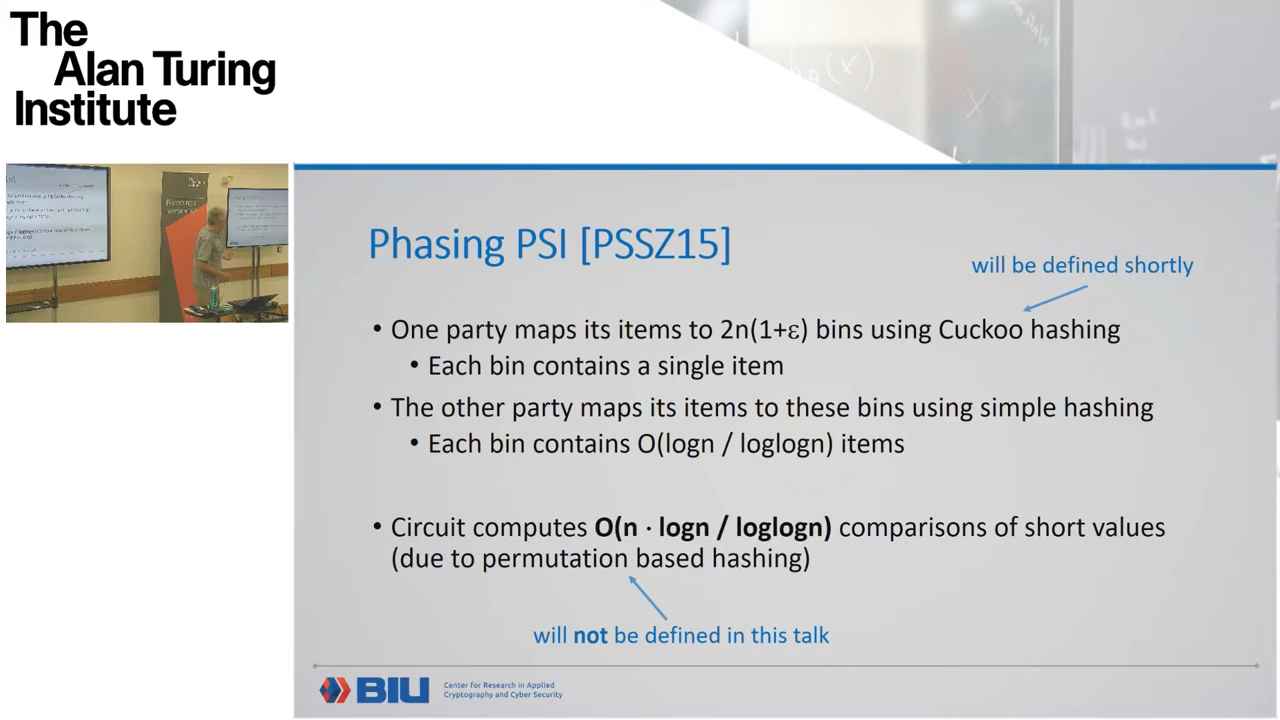 The
Alan Turing
Institute
Phasing PSI [PSSZ15]
will be defined shortly
• One party maps its items to 2n(1+ε) bins using Cuckoo hashing
• Each bin contains a single item
• The other party maps its items to these bins using simple hashing
• Each bin contains O(logn / loglogn) items
• Circuit computes O(n · logn / loglogn) comparisons of short values
(due to permutation based hashing)
will not be defined in this talk
BIU
Center for Research in Applied
Cryptography and Cyber Security